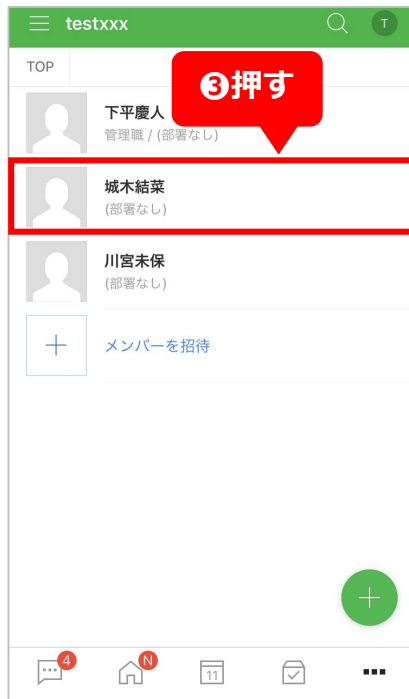 testxxx
T
TOP
❸押す
下平慶人
管理職 / (部署なし)
城木結菜
(部署なし)
川宮未保
(部署なし)
メンバーを招待
4
N
11